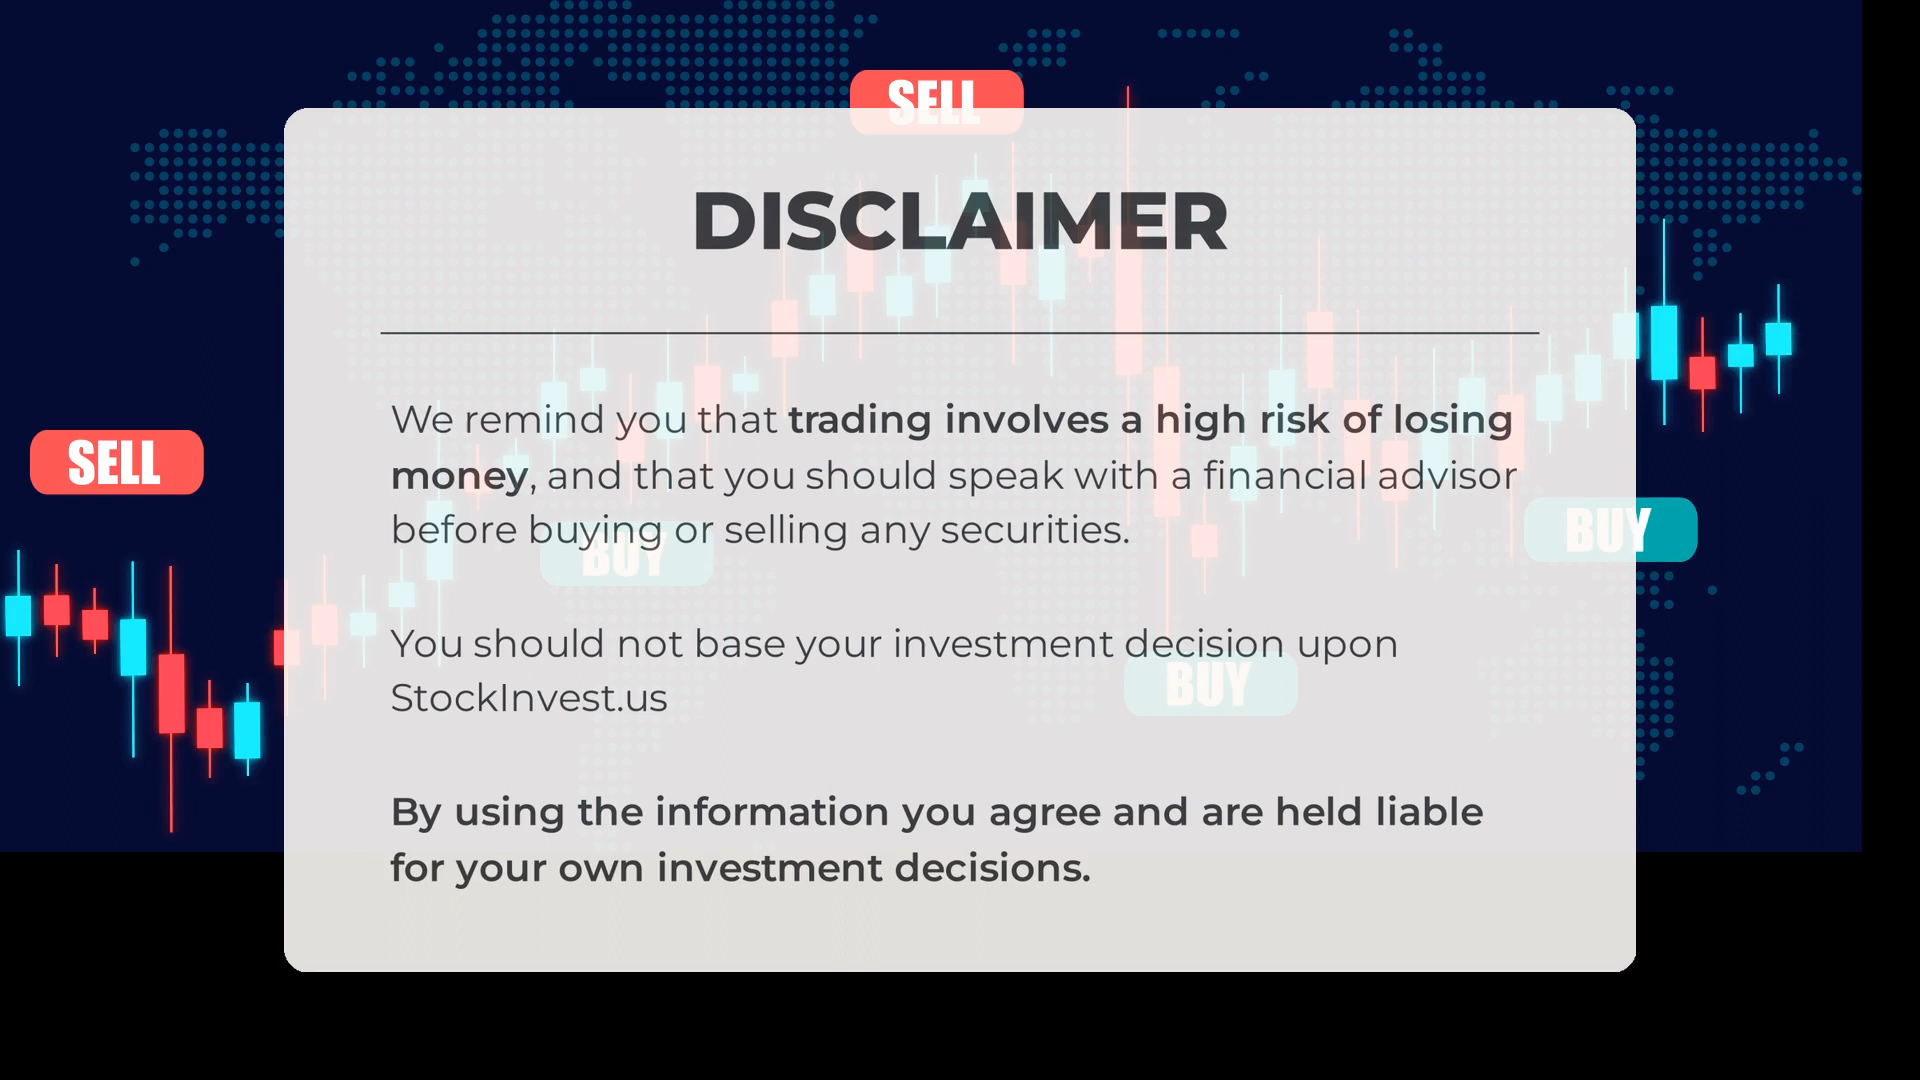 SELL
DISCLAIMER
We remind you that trading involves a high risk of losing
money, and that you should speak with a financial advisor
before buying or selling any securities.
SELL
BUY
BUY
You should not base your investment decision upon
StockInvest.us
BUY
By using the information you agree and are held liable
for your own investment decisions.